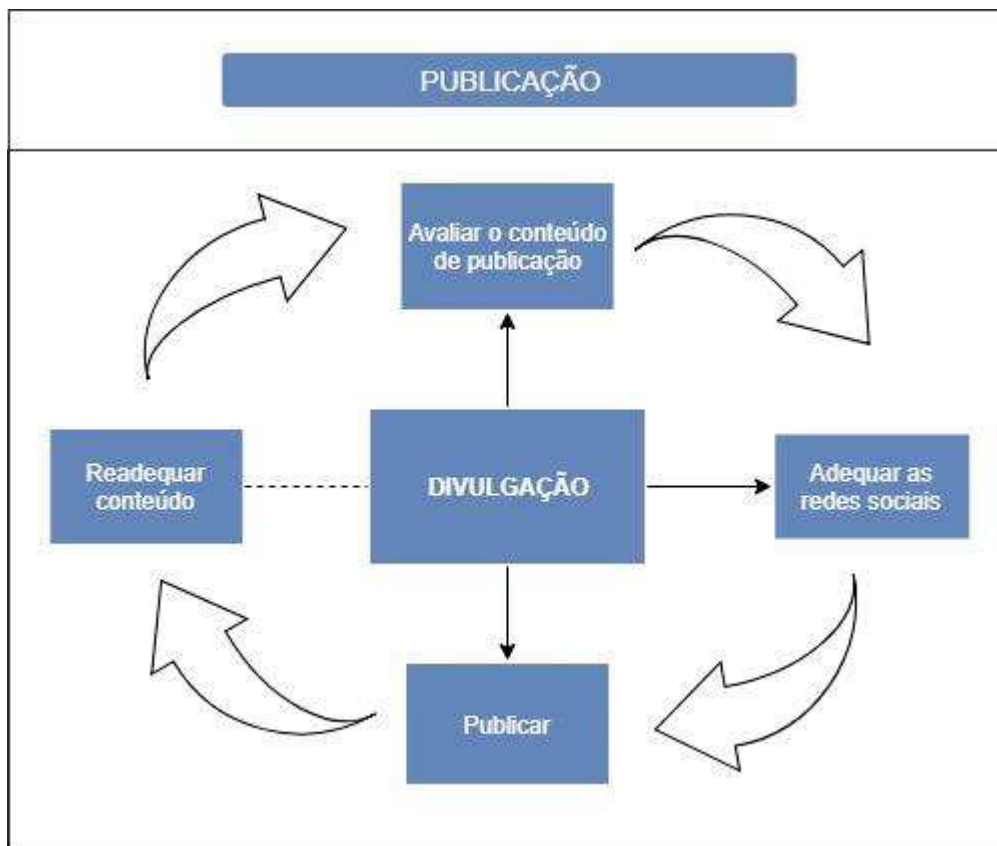 PUBLICAÇÃO
Avaliar o conteúdo
de publicação
Readequar
conteúdo
DIVULGAÇÃO
Adequar as
redes sociais
Publicar